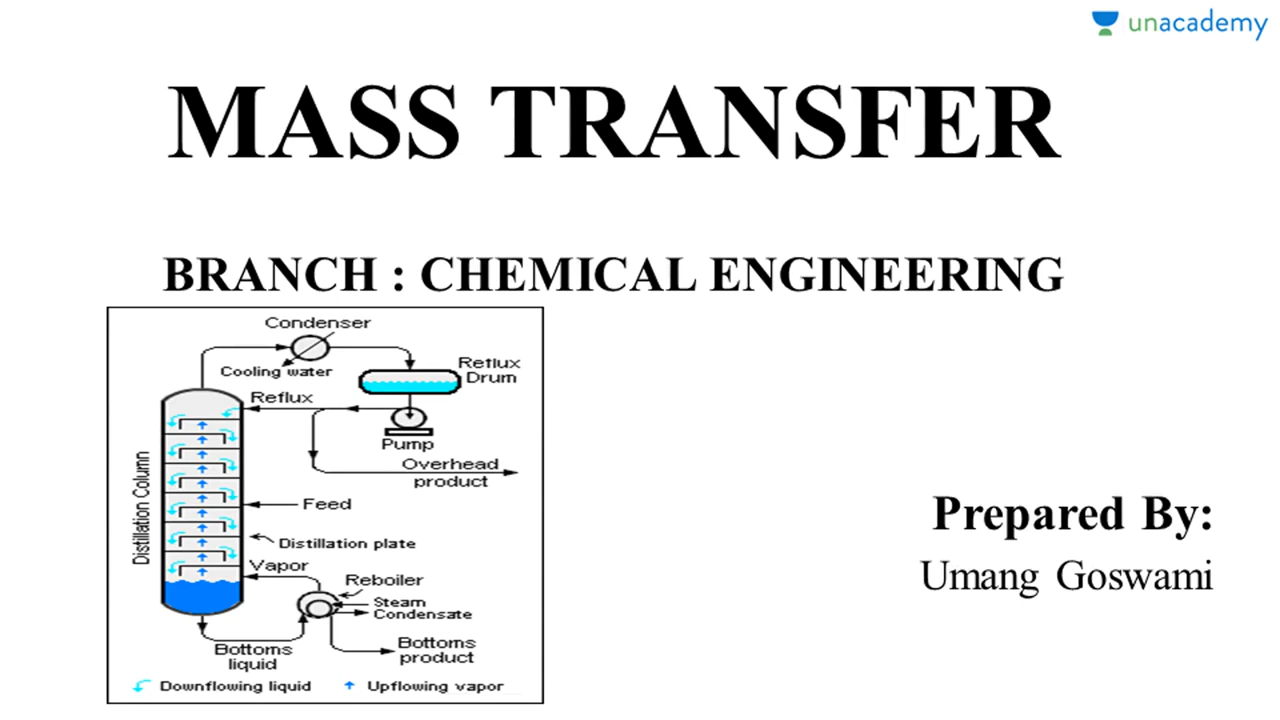 unacademy
MASS TRANSFER
BRANCH : CHEMICAL ENGINEERING
Condenser
Cooling water
Reflux
Drum
Reflux
Pump
Overhead
product
Distillation Column
Feed
Distillation plate
Vapor
Reboiler
Steam
Condensate
Bottoms
liquid
Bottoms
product
Downflowing liquid
Upflowing vapor
Prepared By:
Umang Goswami